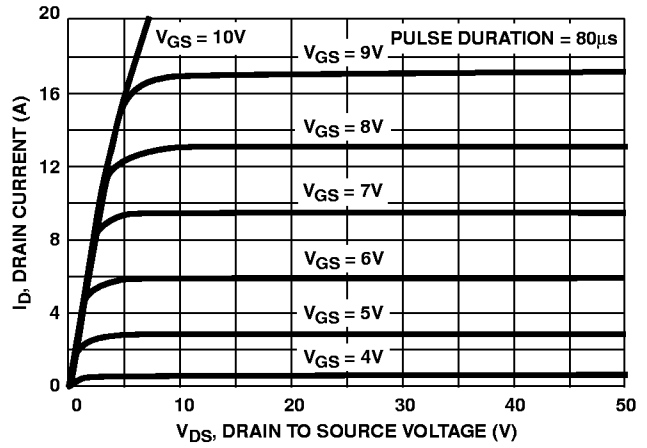 20
16
12
8
4
0
I_D, DRAIN CURRENT (A)
V_GS = 10V
PULSE DURATION = 80μs
V_GS = 9V
V_GS = 8V
V_GS = 7V
V_GS = 6V
V_GS = 5V
V_GS = 4V
0 10 20 30 40 50
V_DS, DRAIN TO SOURCE VOLTAGE (V)